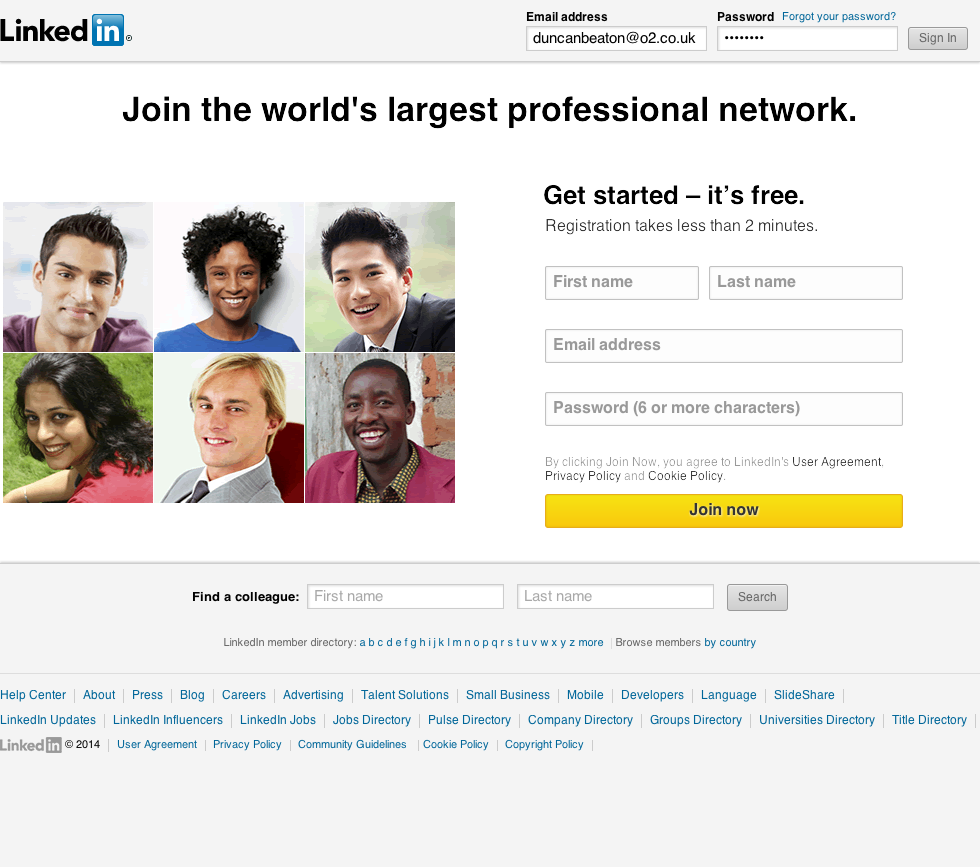 Linked in ®
Email address
Password Forgot your password?
duncanbeaton@o2.co.uk
••••••••
Sign In
Join the world's largest professional network.
Get started – it’s free.
Registration takes less than 2 minutes.
First name
Last name
Email address
Password (6 or more characters)
By clicking Join Now, you agree to LinkedIn's User Agreement.
Privacy Policy and Cookie Policy.
Join now
Find a colleague: First name Last name Search
LinkedIn member directory: a b c d e f g h i j k l m n o p q r s t u v w x y z more | Browse members by country
Help Center | About | Press | Blog | Careers | Advertising | Talent Solutions | Small Business | Mobile | Developers | Language | SlideShare |
LinkedIn Updates | LinkedIn Influencers | LinkedIn Jobs | Jobs Directory | Pulse Directory | Company Directory | Groups Directory | Universities Directory | Title Directory |
Linked in © 2014 | User Agreement | Privacy Policy | Community Guidelines | Cookie Policy | Copyright Policy |